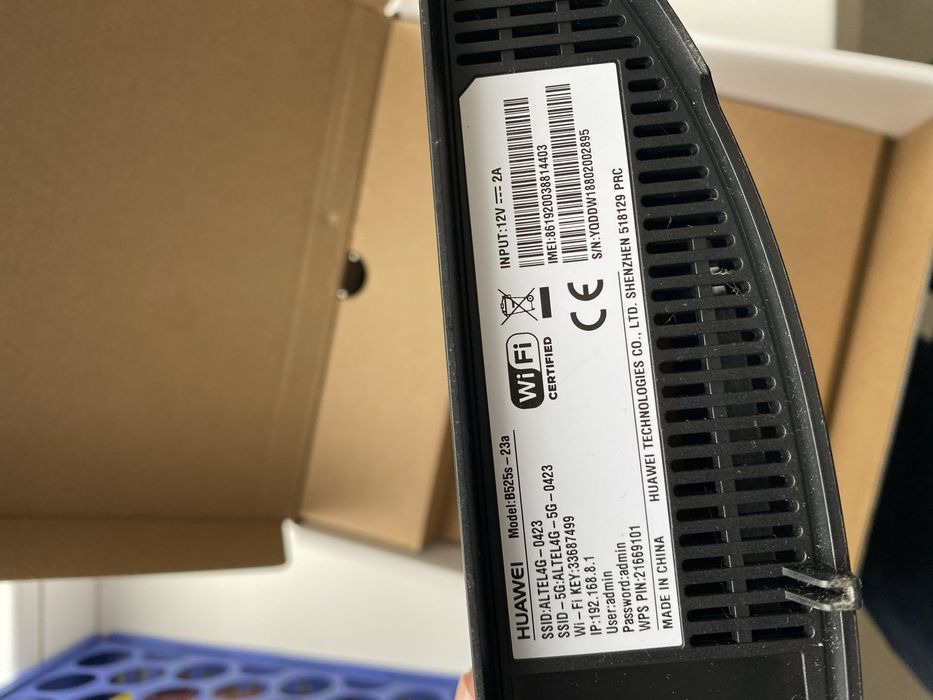 HUAWEI Model:B525s-23a
SSID:ALTEL4G-0423
SSID-5G:ALTEL4G-5G-0423
Wi-Fi KEY:33687499
IP:192.168.8.1
User:admin
Password:admin
WPS PIN:21669101
MADE IN CHINA
Wi Fi
CERTIFIED
CE
INPUT:12V ⎓ 2A
IMEI:861920038814403
S/N:YQDDW18802002895
HUAWEI TECHNOLOGIES CO., LTD. SHENZHEN 518129 PRC